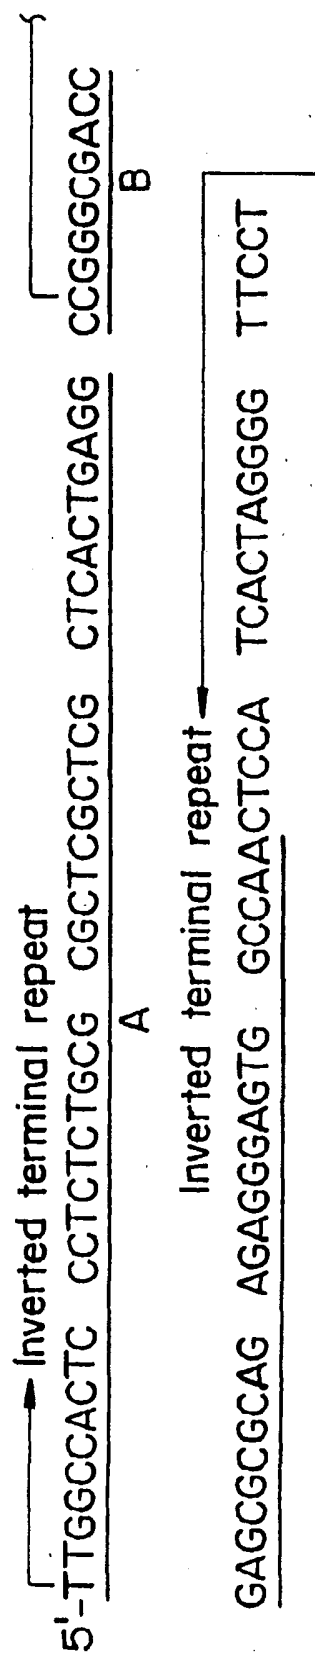 Inverted terminal repeat
5'-TTGGCCACTC CCTCTCTGCG CGCTCGCTCG CTCACTGAGG CCGGGCGACC
A B
Inverted terminal repeat
GAGCGCGCAG AGAGGGAGTG GCCAACTCCA TCACTAGGGG TTCCT